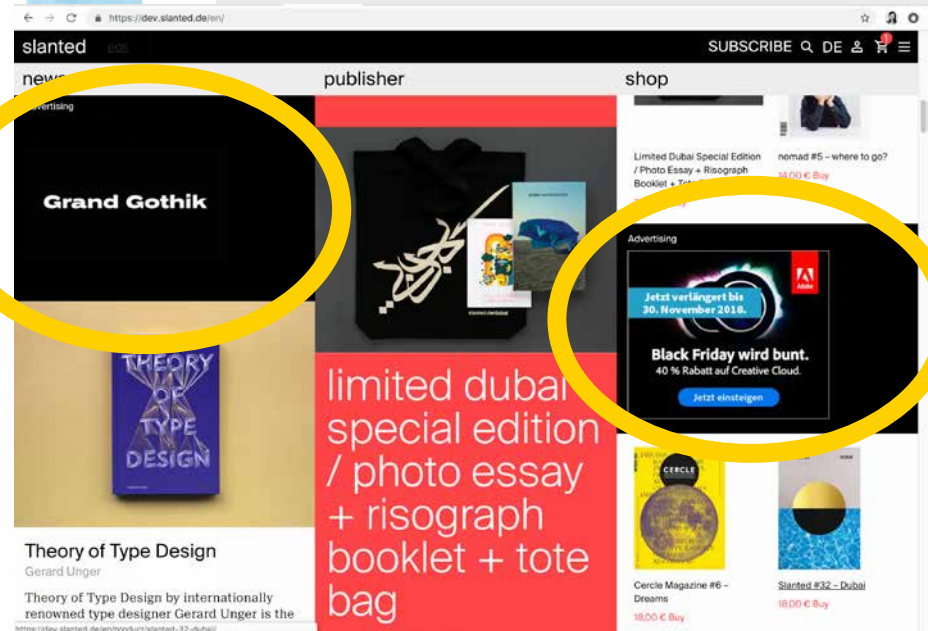 https://dev.slanted.de/en/
slanted edit
SUBSCRIBE DE 1
news
publisher
shop
Advertising
Grand Gothik
THEORY
OF
TYPE
DESIGN
Theory of Type Design
Gerard Unger
Theory of Type Design by internationally
renowned type designer Gerard Unger is the
https://dev.slanted.de/en/product/slanted-32-dubai/
limited dubai
special edition
/ photo essay
+ risograph
booklet + tote
bag
Limited Dubai Special Edition
/ Photo Essay + Risograph
Booklet + Tote
Buy
nomad #5 – where to go?
14.00 € Buy
Advertising
Adobe
Jetzt verlängert bis
30. November 2018.
Black Friday wird bunt.
40 % Rabatt auf Creative Cloud.
Jetzt einsteigen
CERCLE
Cercle Magazine #6 –
Dreams
18.00 € Buy
Slanted #32 – Dubai
18.00 € Buy